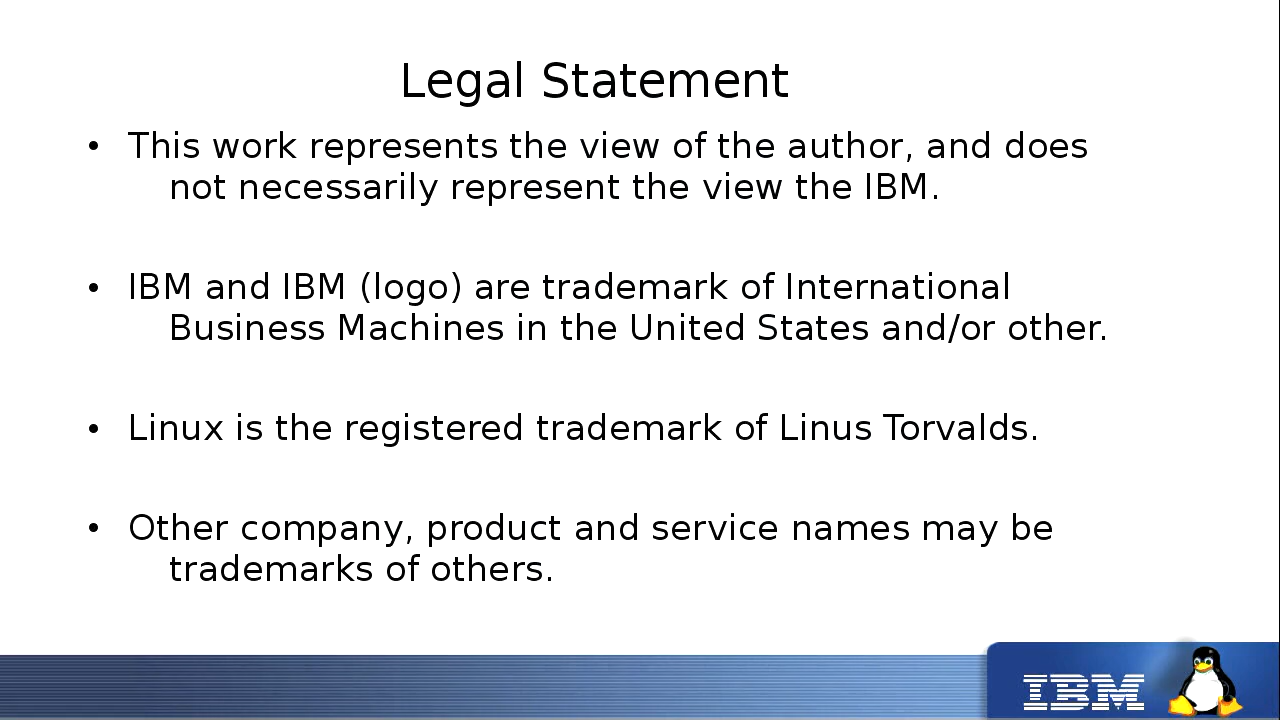 Legal Statement
• This work represents the view of the author, and does
not necessarily represent the view the IBM.
• IBM and IBM (logo) are trademark of International
Business Machines in the United States and/or other.
• Linux is the registered trademark of Linus Torvalds.
• Other company, product and service names may be
trademarks of others.
IBM